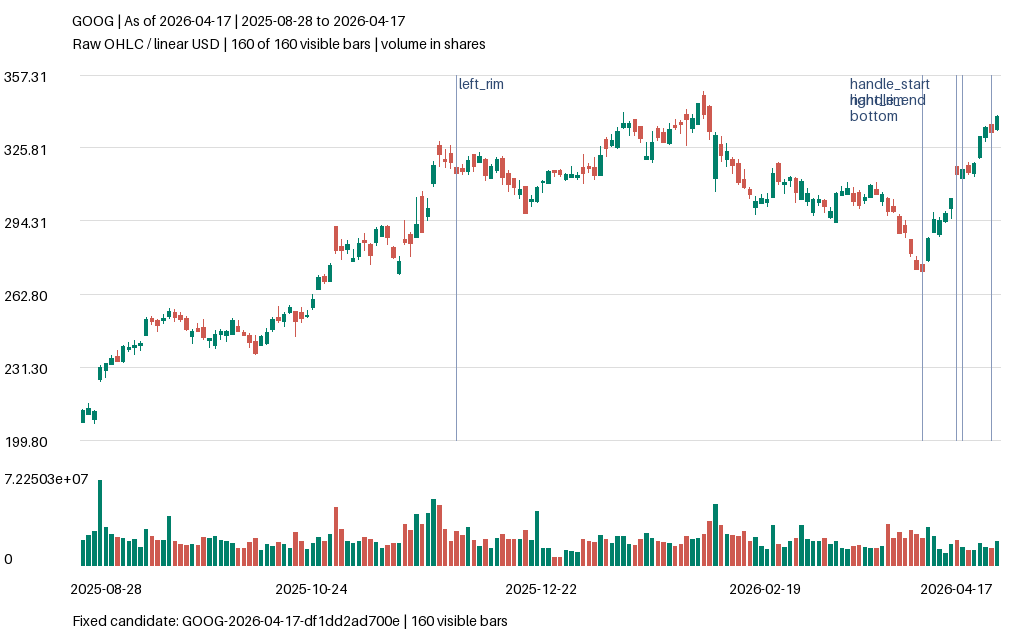 GOOG | As of 2026-04-17 | 2025-08-28 to 2026-04-17
Raw OHLC / linear USD | 160 of 160 visible bars | volume in shares
357.31
325.81
294.31
262.80
231.30
199.80
left_rim
handle_start
bottom
7.22503e+07
0
2025-08-28
2025-10-24
2025-12-22
2026-02-19
2026-04-17
Fixed candidate: GOOG-2026-04-17-df1dd2ad700e | 160 visible bars